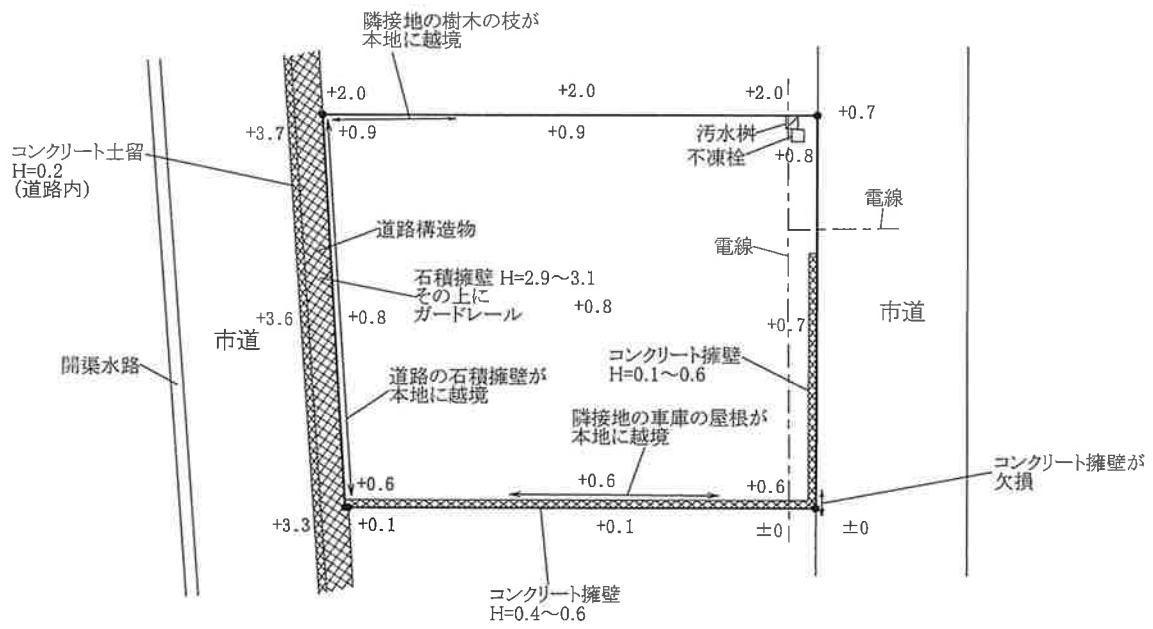 隣接地の樹木の枝が
本地に越境
+2.0
+2.0
+2.0
+0.7
+3.7
+0.9
+0.9
汚水桝
不凍栓
+0.8
コンクリート土留
H=0.2
(道路内)
電線
道路構造物
電線
石積擁壁 H=2.9～3.1
その上に
ガードレール
+3.6
+0.8
+0.8
+0.7
市道
市道
開渠水路
コンクリート擁壁
H=0.1～0.6
道路の石積擁壁が
本地に越境
隣接地の車庫の屋根が
本地に越境
コンクリート擁壁が
欠損
+0.6
+0.6
+0.6
+3.3
+0.1
+0.1
±0
±0
コンクリート擁壁
H=0.4～0.6